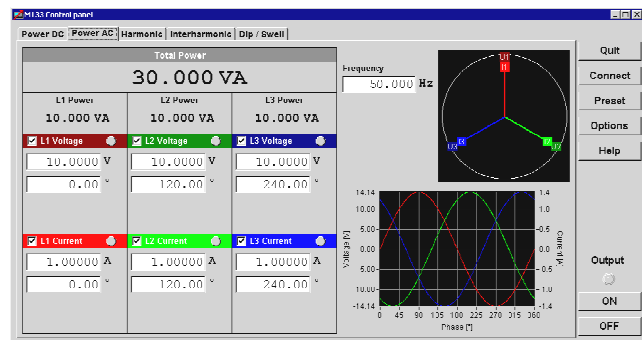 M133 Control panel
Power DC Power AC Harmonic Interharmonic Dip / Swell
Total Power
30.000 VA
L1 Power L2 Power L3 Power
10.000 VA 10.000 VA 10.000 VA
L1 Voltage L2 Voltage L3 Voltage
10.0000 V 10.0000 V 10.0000 V
0.00 ° 120.00 ° 240.00 °
L1 Current L2 Current L3 Current
1.00000 A 1.00000 A 1.00000 A
0.00 ° 120.00 ° 240.00 °
Frequency
50.000 Hz
U1
I1
U3 I3
I2 U2
14.14 1.4
10.00 1.0
5.00 0.5
0.00 0.0
5.00 -0.5
10.00 -1.0
-14.14 -1.4
0 45 90 135 180 225 270 315 360
Voltage [V]
Current [A]
Phase [°]
Quit
Connect
Preset
Options
Help
Output
ON
OFF